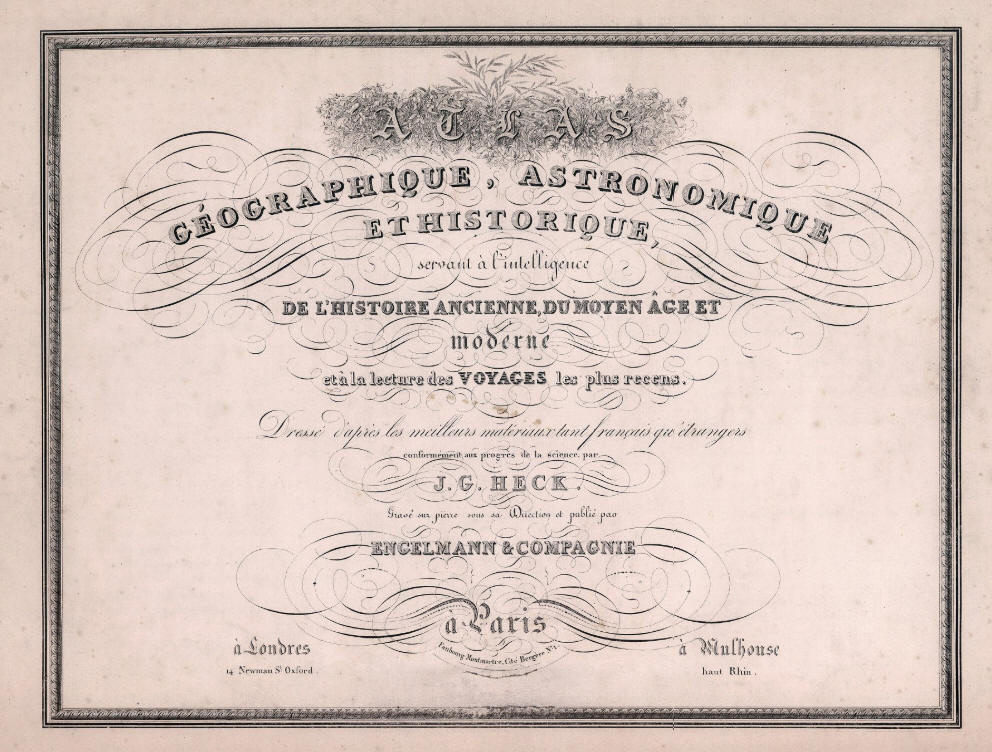 ATLAS
GÉOGRAPHIQUE, ASTRONOMIQUE
ET HISTORIQUE,
servant à l'intelligence
DE L'HISTOIRE ANCIENNE, DU MOYEN ÂGE ET
moderne
et à la lecture des VOYAGES les plus recens.
Dressé d'après les meilleurs matériaux tant français qu'étrangers
conformément aux progrès de la science, par
J. G. HECK.
Gravé sur pierre sous sa Direction et publié par
ENGELMANN & COMPAGNIE
à Paris
Faubourg Montmartre, Cité Bergère N° 1.
à Londres
14 Newman St Oxford.
à Mulhouse
haut Rhin.